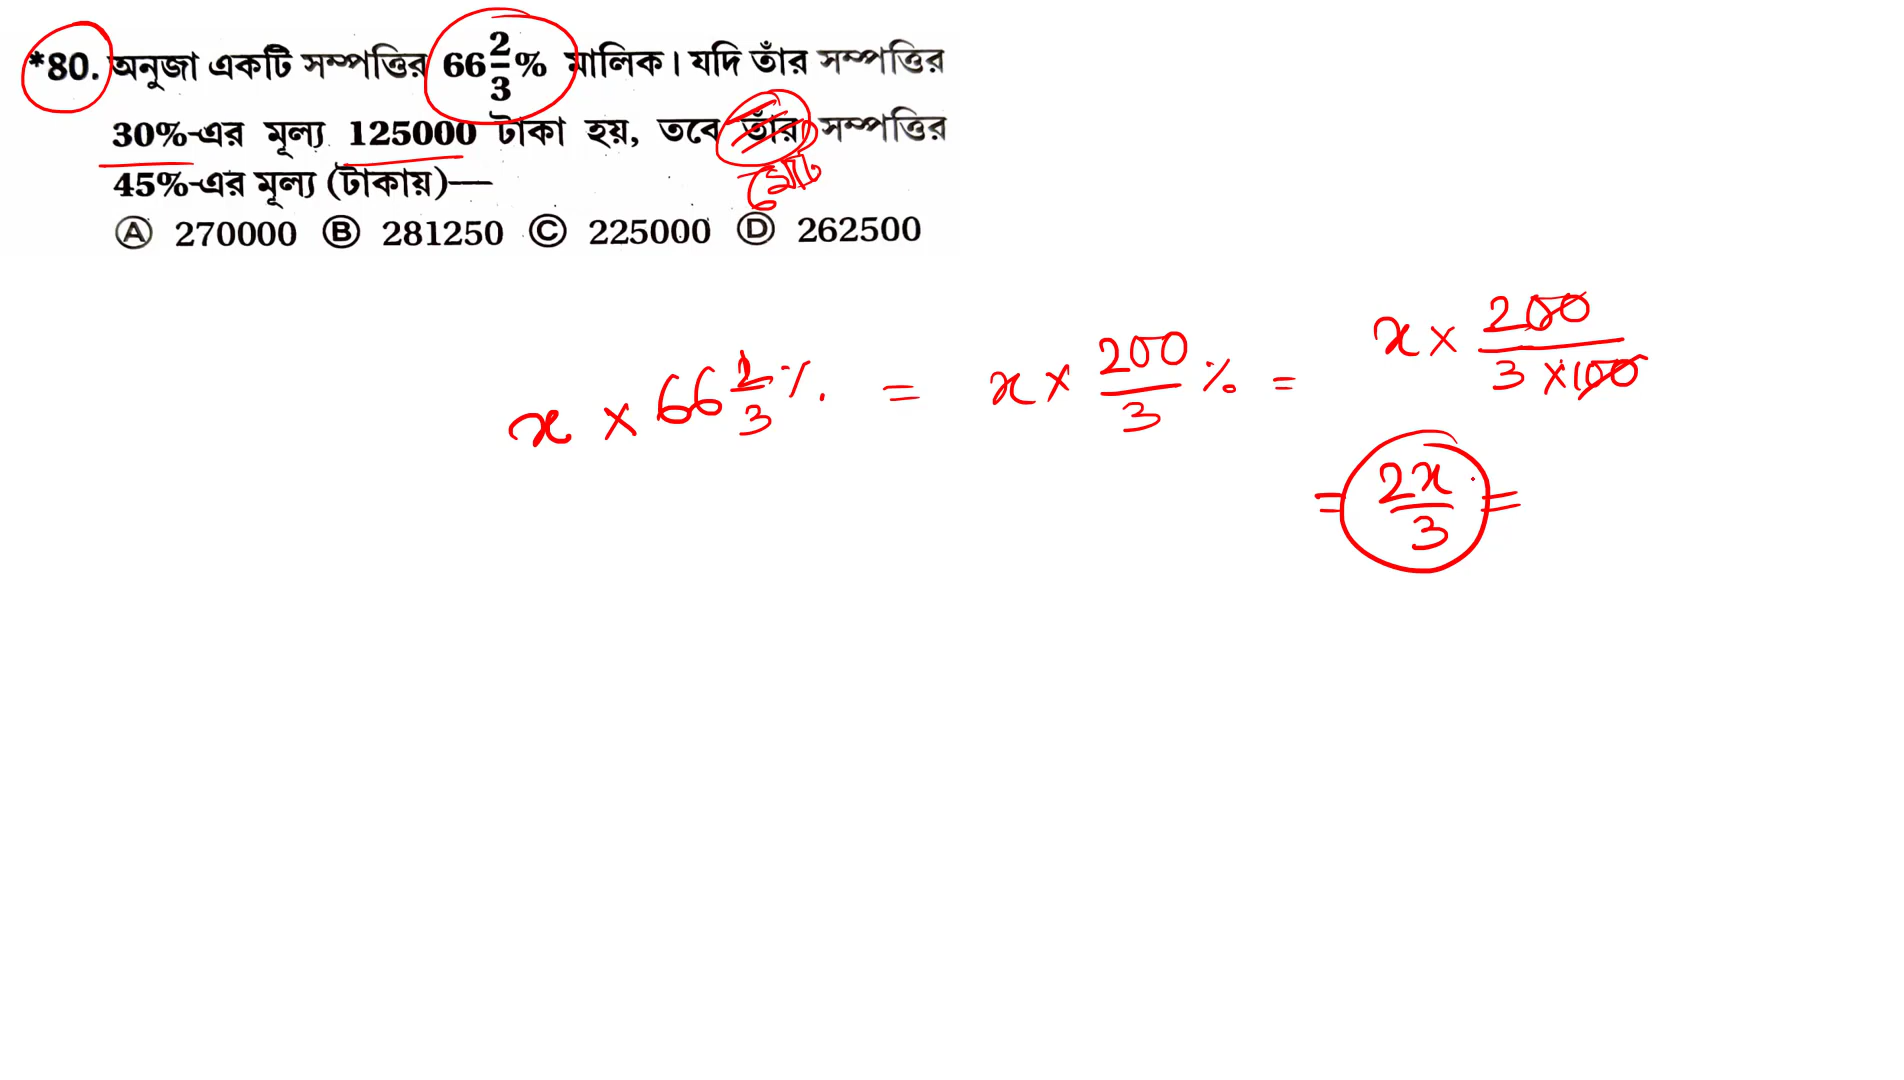 *80. অনুজা একটি সম্পত্তির 66 2/3 % মালিক। যদি তাঁর সম্পত্তির
30%-এর মূল্য 125000 টাকা হয়, তবে তাঁর সম্পত্তির
মোট
45%-এর মূল্য (টাকায়)—
Ⓐ 270000 Ⓑ 281250 Ⓒ 225000 Ⓓ 262500
x × 66 2/3 % = x × 200/3 % = x × 200/(3 × 100)
= 2x/3 =